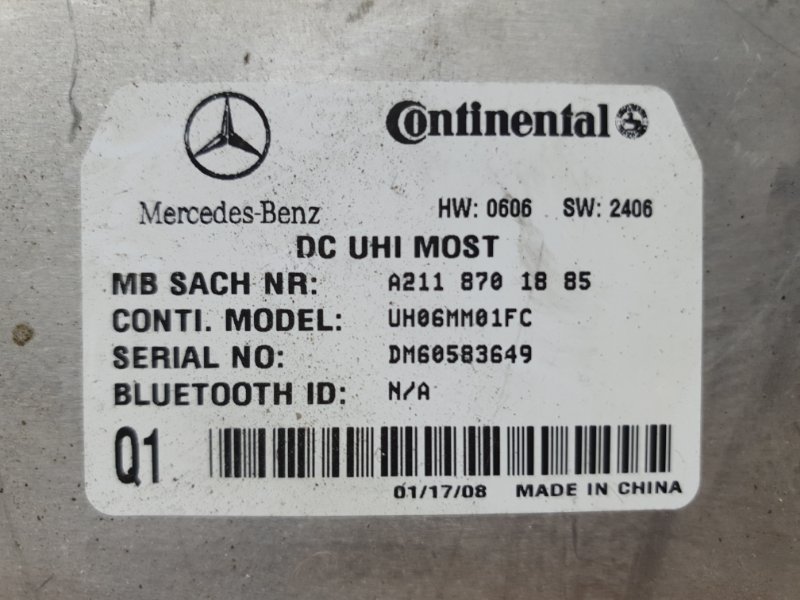 Continental
Mercedes-Benz
HW: 0606 SW: 2406
DC UHI MOST
MB SACH NR: A211 870 18 85
CONTI. MODEL: UH06MM01FC
SERIAL NO: DM60583649
BLUETOOTH ID: N/A
Q1
01/17/08 MADE IN CHINA